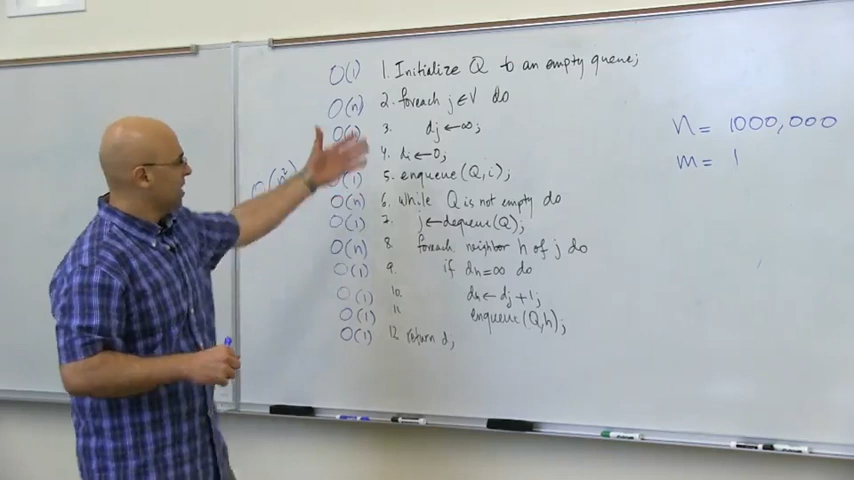 O(1) 1. Initialize Q to an empty queue;
O(n) 2. foreach j∈V do
O(1) 3. dj←∞;
4. di←0;
O(1) 5. enqueue(Q,i);
O(n) 6. while Q is not empty do
O(1) 7. j←dequeue(Q);
O(n) 8. foreach neighbor h of j do
O(1) 9. if dh=∞ do
O(1) 10. dh←dj+1;
O(1) 11. enqueue(Q,h);
O(1) 12. return d;
O(n²)
n= 1000,000
m= 1